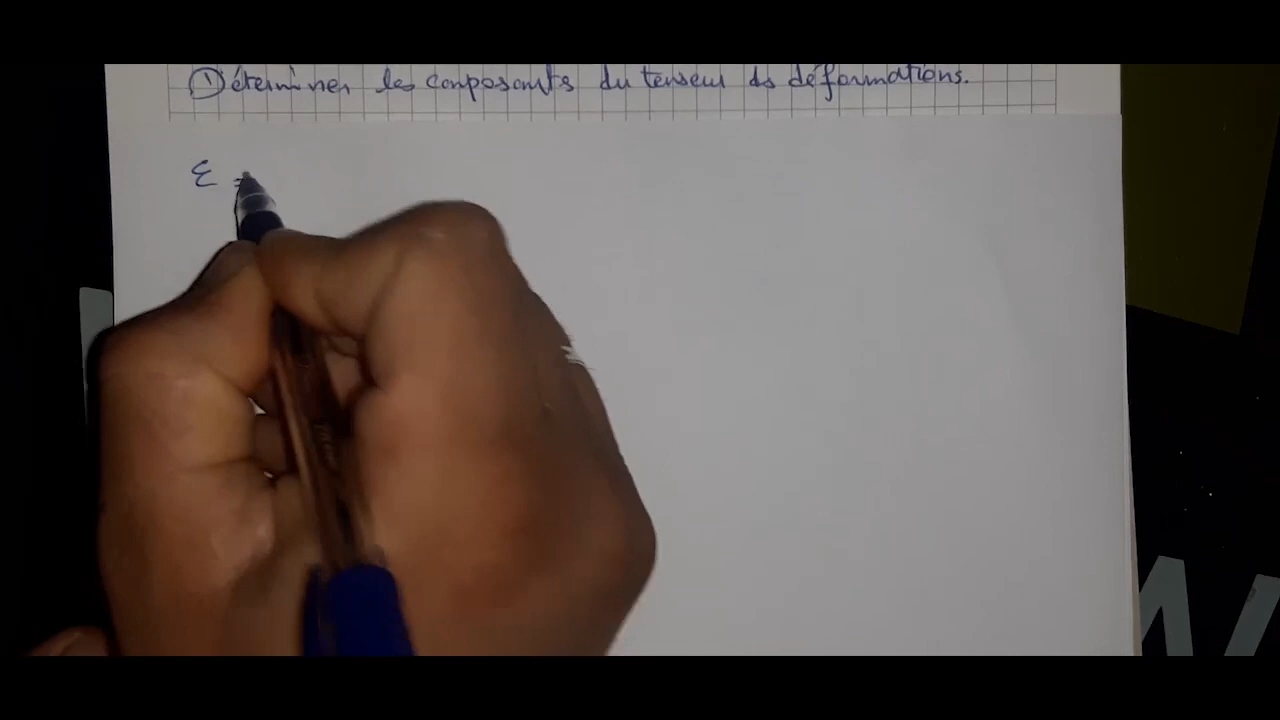 ① Déterminer les composants du tenseur des déformations.
ε =